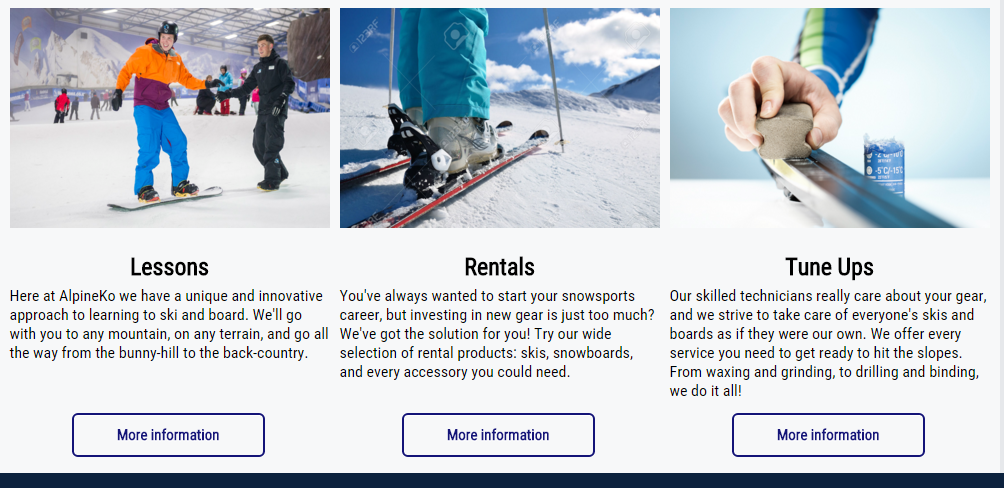 Lessons
Here at AlpineKo we have a unique and innovative
approach to learning to ski and board. We'll go
with you to any mountain, on any terrain, and go all
the way from the bunny-hill to the back-country.
More information
Rentals
You've always wanted to start your snowsports
career, but investing in new gear is just too much?
We've got the solution for you! Try our wide
selection of rental products: skis, snowboards,
and every accessory you could need.
More information
-5°C/-15°C
Tune Ups
Our skilled technicians really care about your gear,
and we strive to take care of everyone's skis and
boards as if they were our own. We offer every
service you need to get ready to hit the slopes.
From waxing and grinding, to drilling and binding,
we do it all!
More information